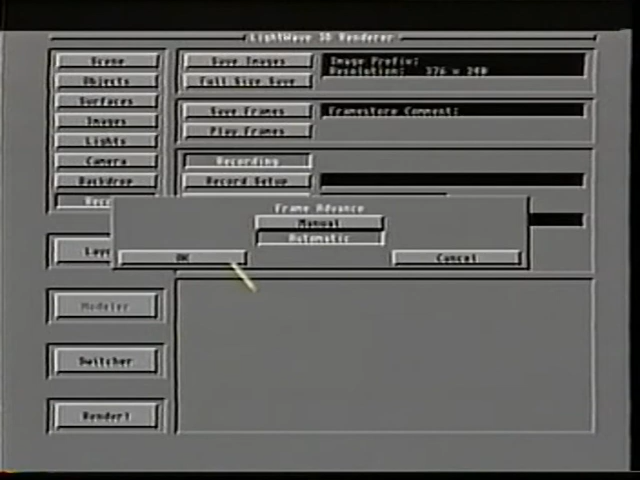 LightWave 3D Renderer
Scene
Objects
Surfaces
Images
Lights
Camera
Backdrop
Rec
Save Images
Full Size Save
Image Prefix:
Resolution: 376 x 240
Save Frames
Play Frames
Framestore Comment:
Recording
Record Setup
Frame Advance
Manual
Automatic
OK
Cancel
Lay
Modeler
Switcher
Render!